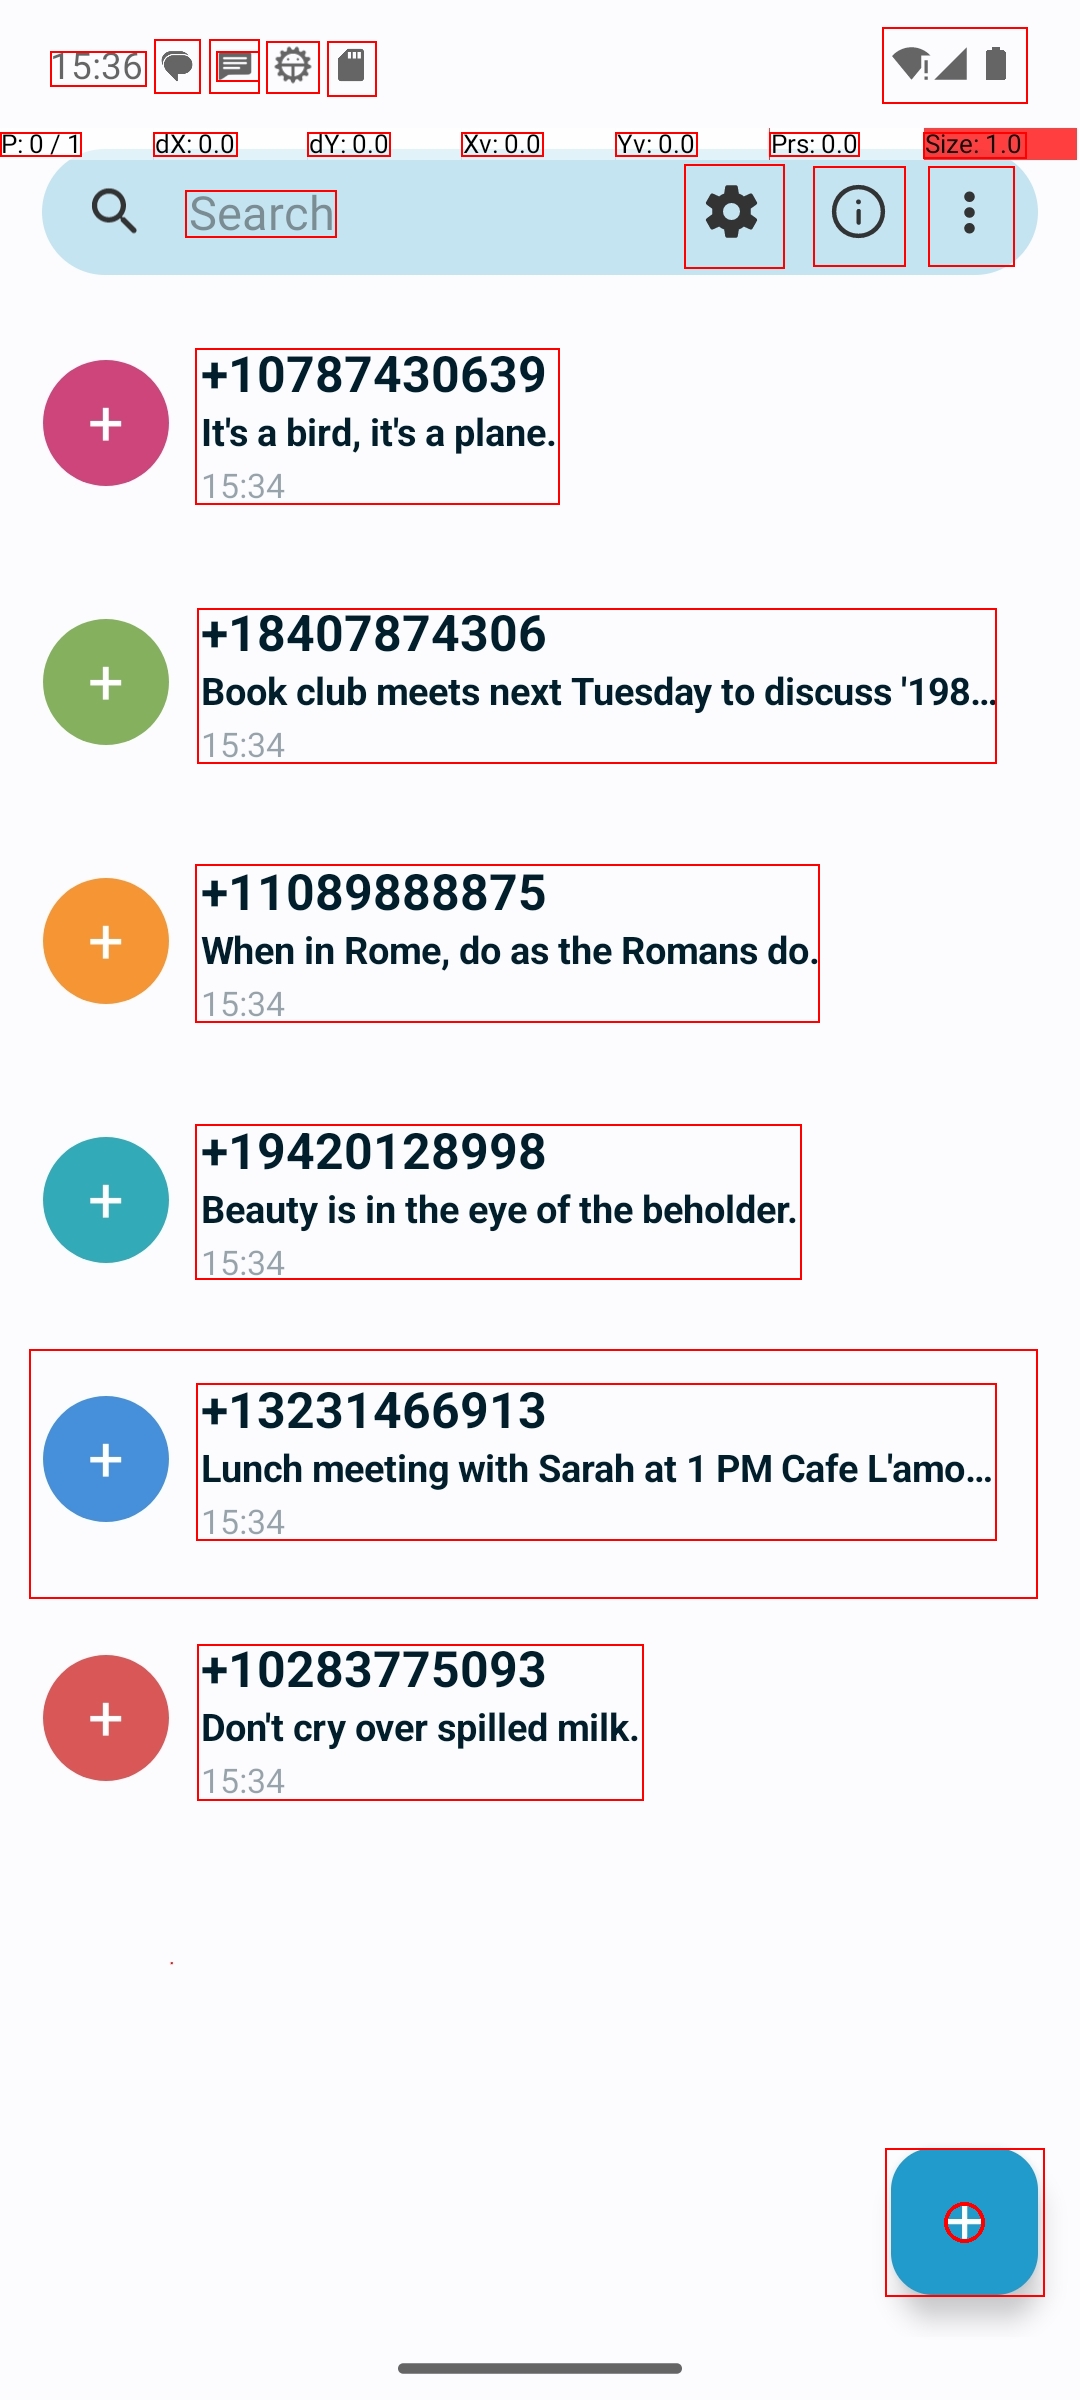 15:36
P: 0 / 1 dX: 0.0 dY: 0.0 Xv: 0.0 Yv: 0.0 Prs: 0.0 Size: 1.0
Search
+10787430639
It's a bird, it's a plane.
15:34
+18407874306
Book club meets next Tuesday to discuss '198...
15:34
+11089888875
When in Rome, do as the Romans do.
15:34
+19420128998
Beauty is in the eye of the beholder.
15:34
+13231466913
Lunch meeting with Sarah at 1 PM Cafe L'amo...
15:34
+10283775093
Don't cry over spilled milk.
15:34